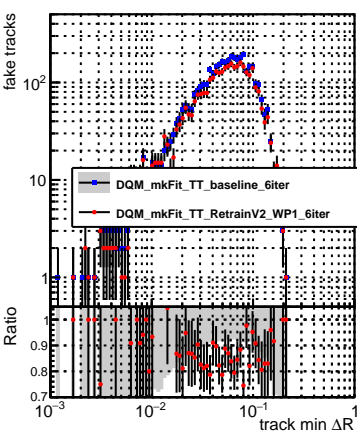 fake tracks
10²
10
1
DQM_mkFit_TT_baseline_6iter
DQM_mkFit_TT_RetrainV2_WP1_6iter
Ratio
1
0.9
0.8
0.7
10⁻³ 10⁻² 10⁻¹ 1
track min ΔR